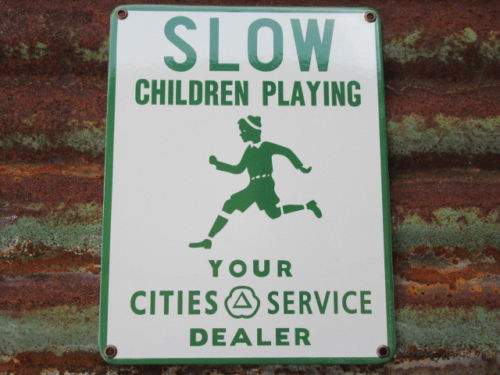 SLOW
CHILDREN PLAYING
YOUR
CITIES SERVICE
DEALER